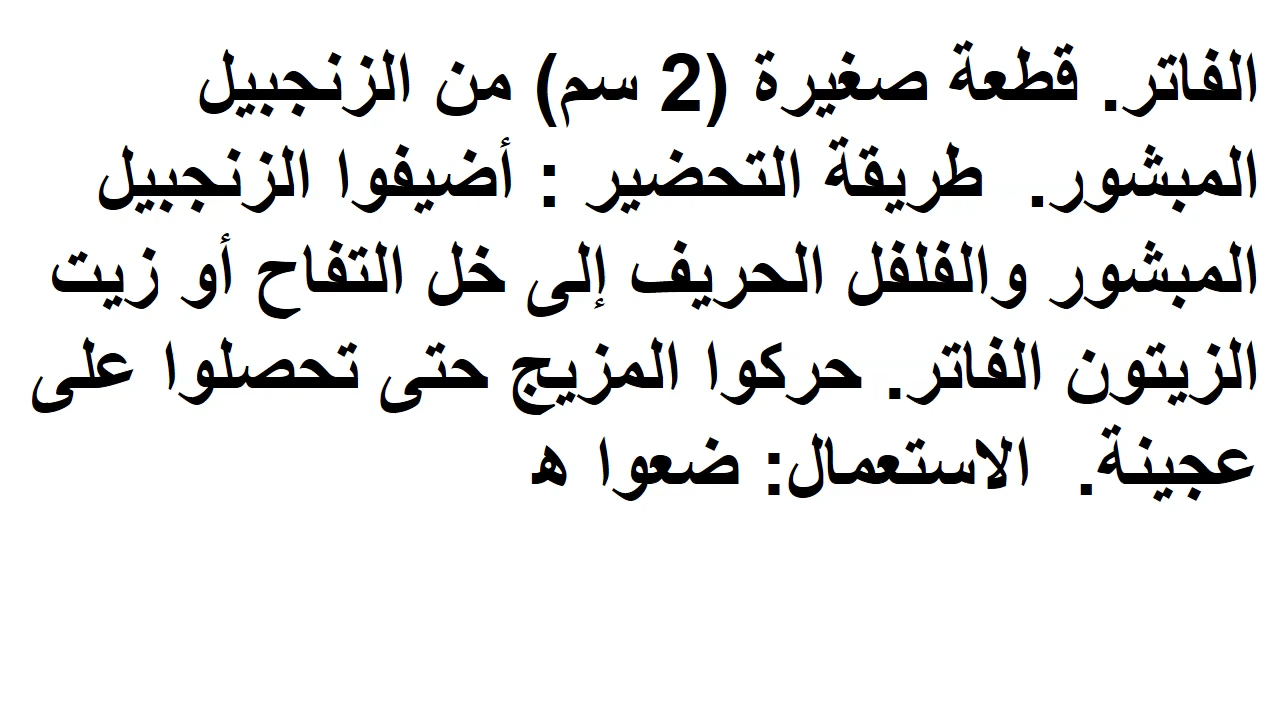 الفاتر. قطعة صغيرة (2 سم) من الزنجبيل
المبشور. طريقة التحضير : أضيفوا الزنجبيل
المبشور والفلفل الحريف إلى خل التفاح أو زيت
الزيتون الفاتر. حركوا المزيج حتى تحصلوا على
عجينة. الاستعمال: ضعوا ه